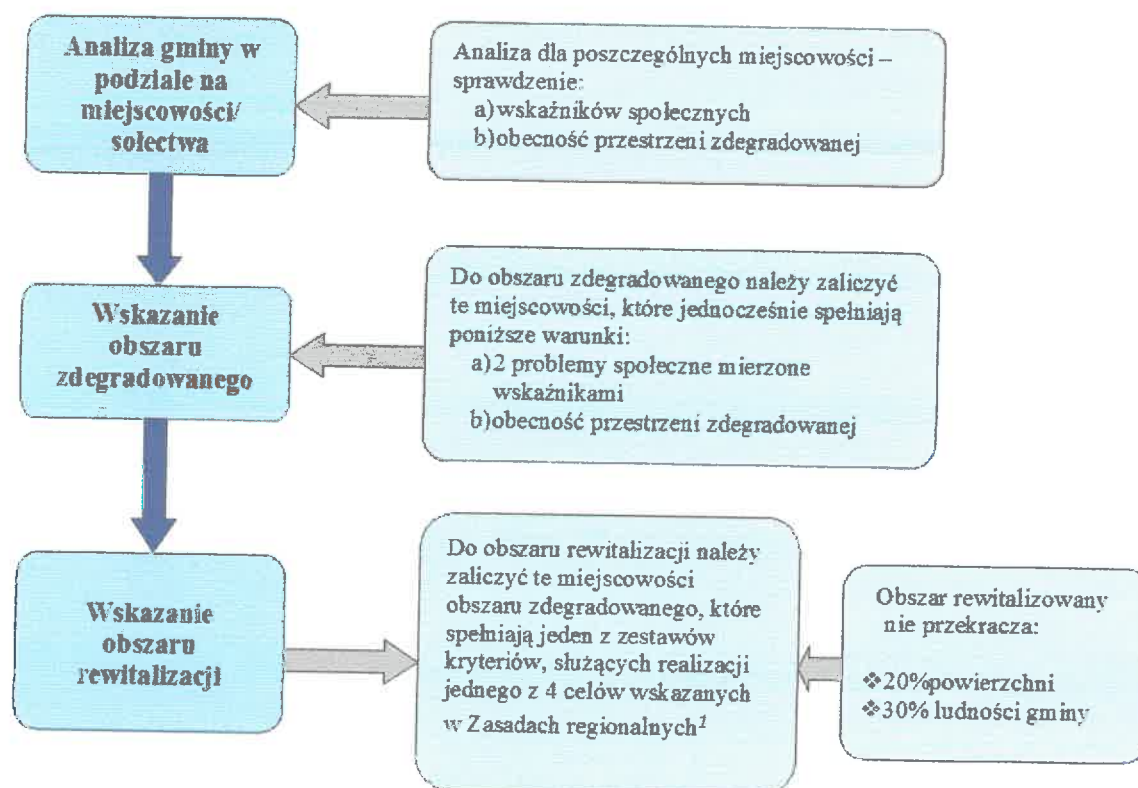 Analiza gminy w
podziale na
miejscowości/
sołectwa
Analiza dla poszczególnych miejscowości –
sprawdzenie:
a)wskaźników społecznych
b)obecność przestrzeni zdegradowanej
Wskazanie
obszaru
zdegradowanego
Do obszaru zdegradowanego należy zaliczyć
te miejscowości, które jednocześnie spełniają
poniższe warunki:
a)2 problemy społeczne mierzone
wskaźnikami
b)obecność przestrzeni zdegradowanej
Wskazanie
obszaru
rewitalizacji
Do obszaru rewitalizacji należy
zaliczyć te miejscowości
obszaru zdegradowanego, które
spełniają jeden z zestawów
kryteriów, służących realizacji
jednego z 4 celów wskazanych
w Zasadach regionalnych¹
Obszar rewitalizowany
nie przekracza:
❖20%powierzchni
❖30% ludności gminy